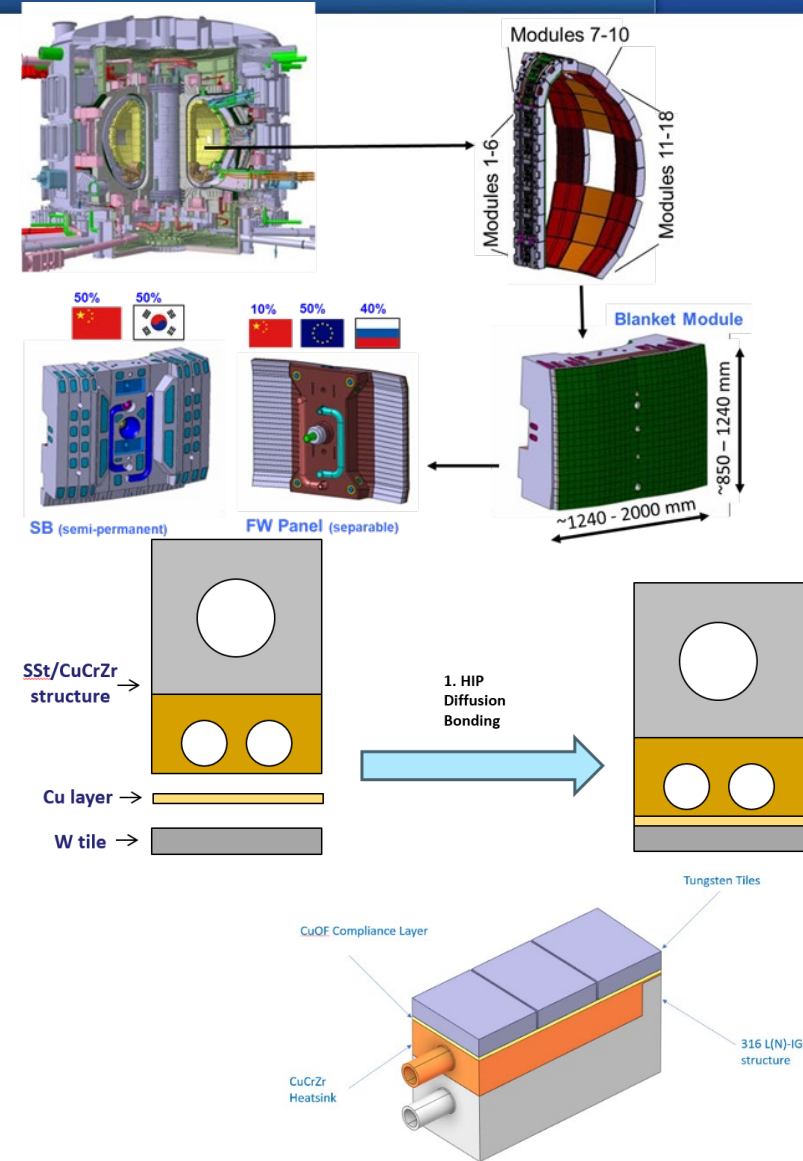 Modules 7-10
Modules 1-6
Modules 11-18
50%
50%
10%
50%
40%
Blanket Module
~850 – 1240 mm
~1240 - 2000 mm
SB (semi-permanent)
FW Panel (separable)
SSt/CuCrZr
structure
1. HIP
Diffusion
Bonding
Cu layer
W tile
Tungsten Tiles
CuOF Compliance Layer
316 L(N)-IG
structure
CuCrZr
Heatsink